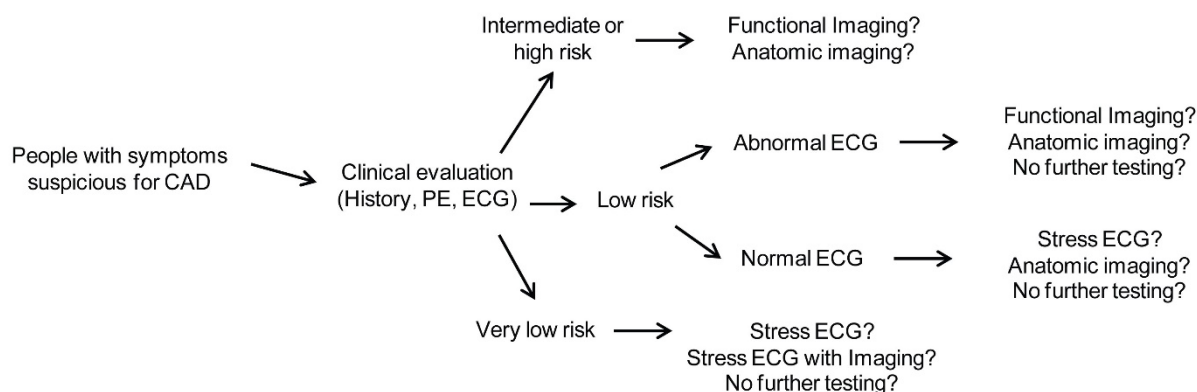 People with symptoms
suspicious for CAD
Clinical evaluation
(History, PE, ECG)
Intermediate or
high risk
Functional Imaging?
Anatomic imaging?
Low risk
Abnormal ECG
Functional Imaging?
Anatomic imaging?
No further testing?
Normal ECG
Stress ECG?
Anatomic imaging?
No further testing?
Very low risk
Stress ECG?
Stress ECG with Imaging?
No further testing?